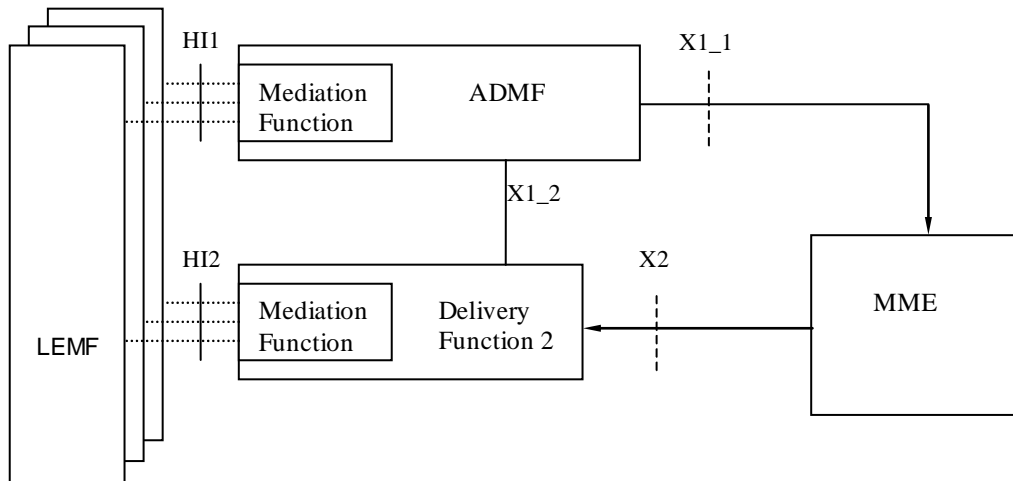 HI1
X1_1
Mediation
Function
ADMF
X1_2
HI2
X2
Mediation
Function
Delivery
Function 2
MME
LEMF